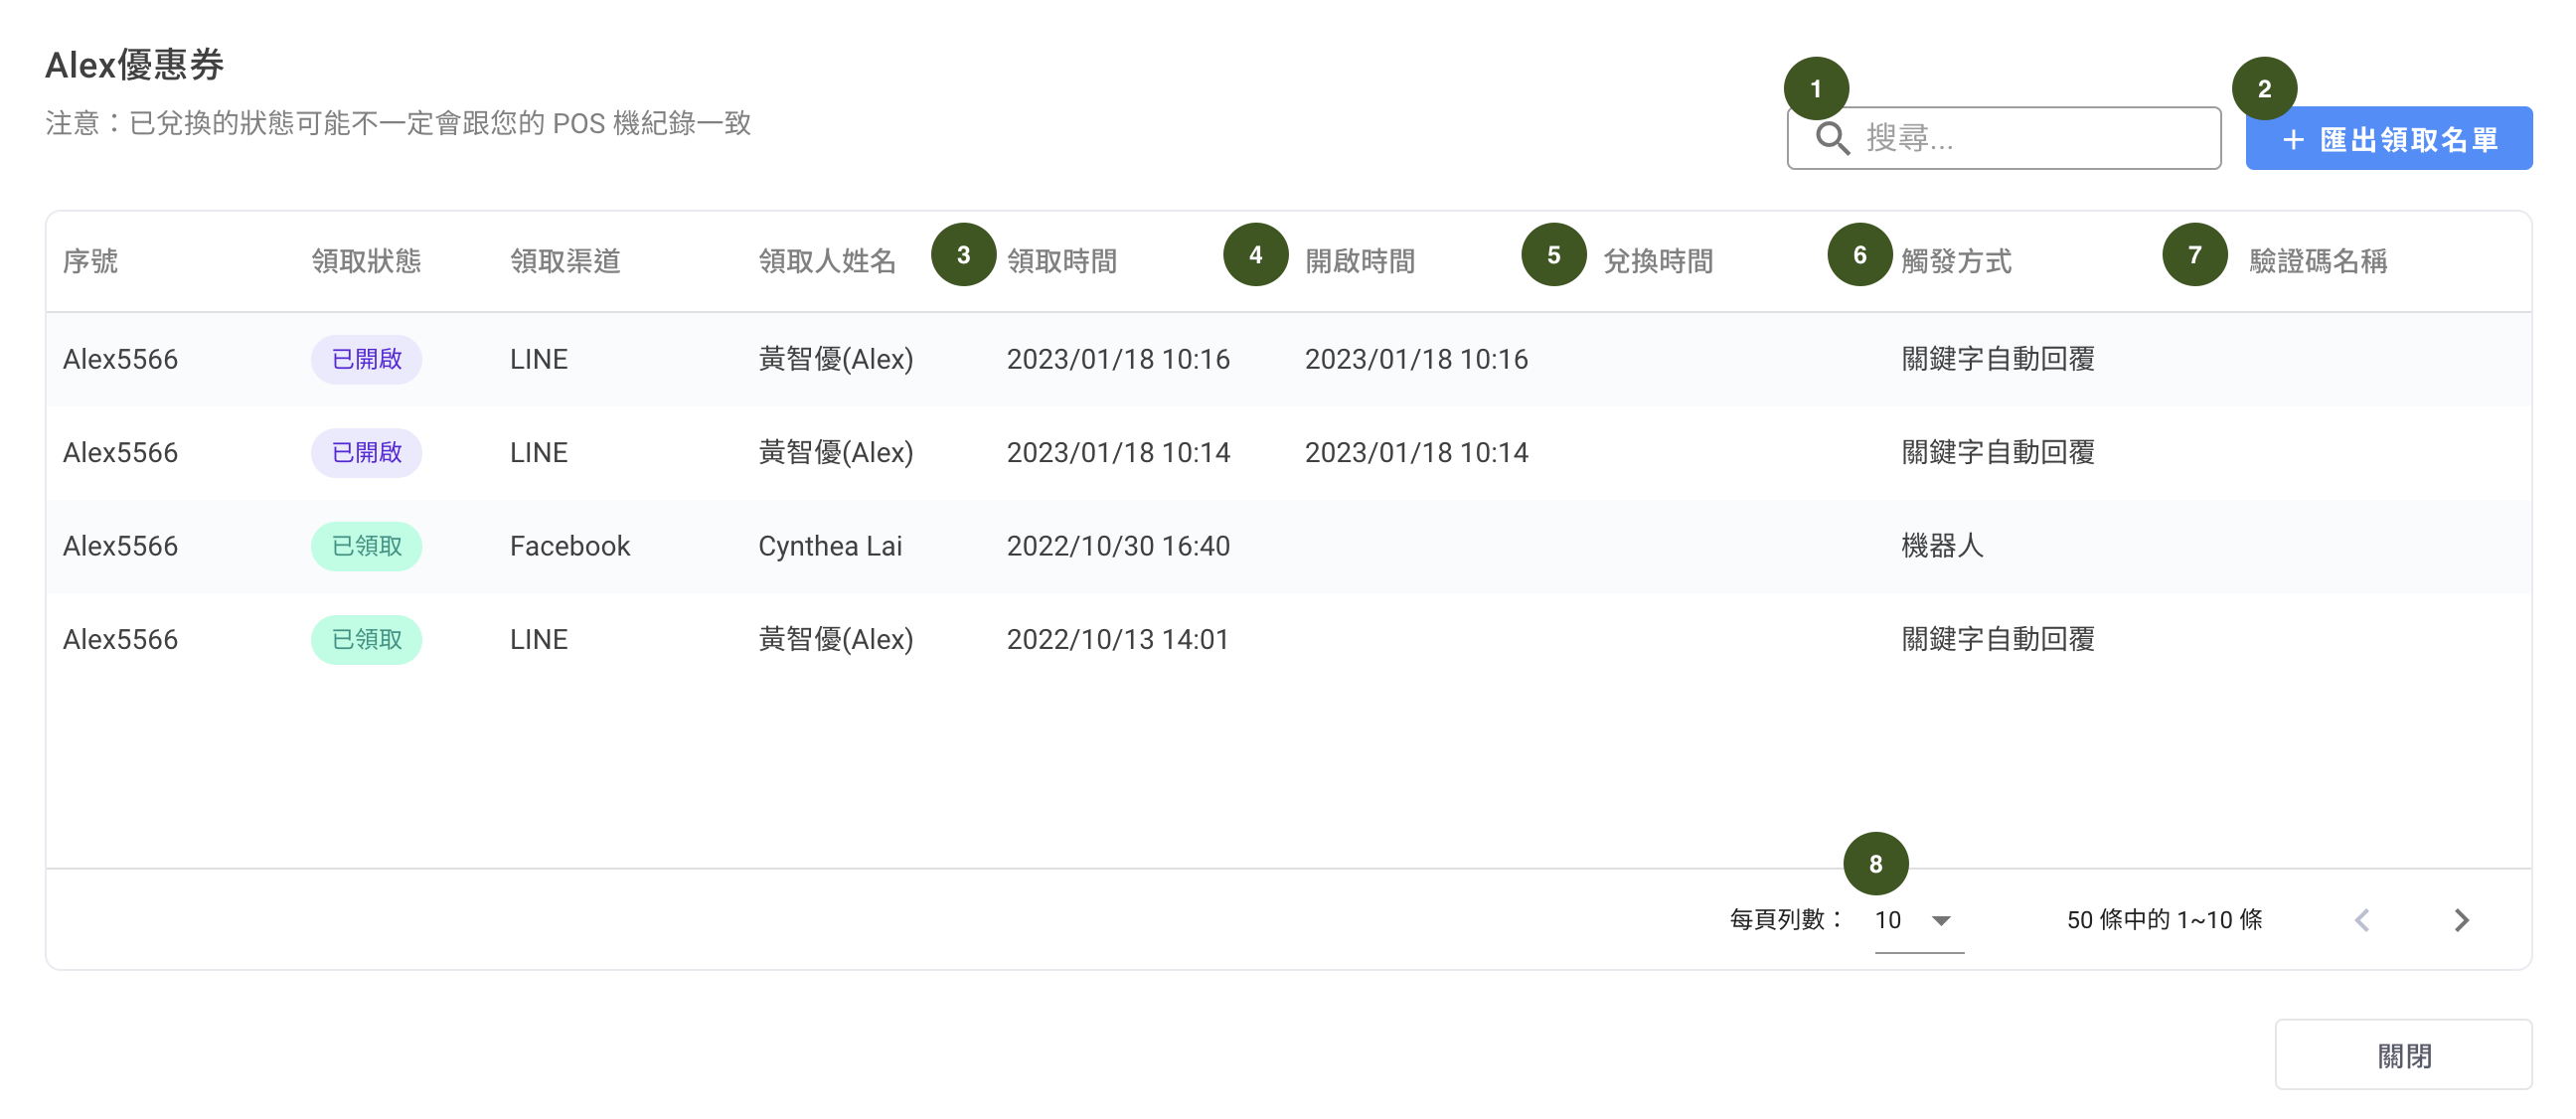 Alex優惠券
注意：已兌換的狀態可能不一定會跟您的 POS 機紀錄一致
1
搜尋...
2
+ 匯出領取名單
序號 領取狀態 領取渠道 領取人姓名 3 領取時間 4 開啟時間 5 兌換時間 6 觸發方式 7 驗證碼名稱
Alex5566 已開啟 LINE 黃智優(Alex) 2023/01/18 10:16 2023/01/18 10:16 關鍵字自動回覆
Alex5566 已開啟 LINE 黃智優(Alex) 2023/01/18 10:14 2023/01/18 10:14 關鍵字自動回覆
Alex5566 已領取 Facebook Cynthea Lai 2022/10/30 16:40 機器人
Alex5566 已領取 LINE 黃智優(Alex) 2022/10/13 14:01 關鍵字自動回覆
8
每頁列數： 10 50 條中的 1~10 條
關閉